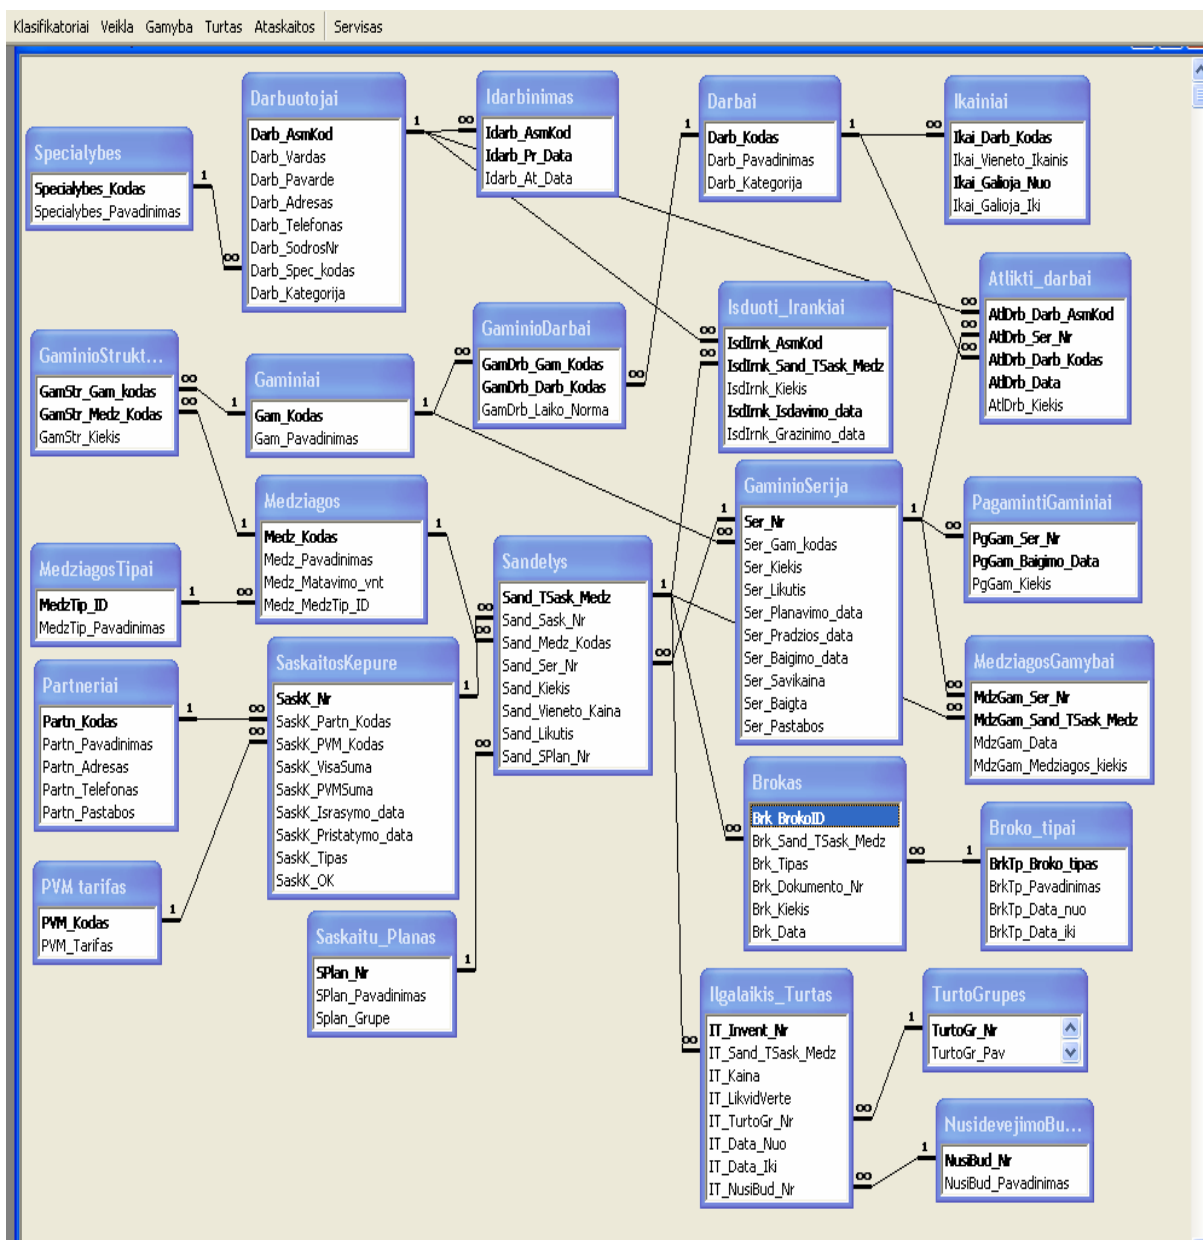 Klasifikatoriai Veikla Gamyba Turtas Ataskaitos Servisas
Specialybes
Specialybes_Kodas
Specialybes_Pavadinimas
Darbuotojai
Darb_AsmKod
Darb_Vardas
Darb_Pavarde
Darb_Adresas
Darb_Telefonas
Darb_SodrosNr
Darb_Spec_kodas
Darb_Kategorija
Idarbinimas
Idarb_AsmKod
Idarb_Pr_Data
Idarb_At_Data
Darbai
Darb_Kodas
Darb_Pavadinimas
Darb_Kategorija
Ikainiai
Ikai_Darb_Kodas
Ikai_Vieneto_Ikainis
Ikai_Galioja_Nuo
Ikai_Galioja_Iki
GaminioStrukt...
GamStr_Gam_kodas
GamStr_Medz_Kodas
GamStr_Kiekis
Gaminiai
Gam_Kodas
Gam_Pavadinimas
GaminioDarbai
GamDrb_Gam_Kodas
GamDrb_Darb_Kodas
GamDrb_Laiko_Norma
Isduoti_Irankiai
IsdIrnk_AsmKod
IsdIrnk_Sand_TSask_Medz
IsdIrnk_Kiekis
IsdIrnk_Isdavimo_data
IsdIrnk_Grazinimo_data
Atlikti_darbai
AtlDrb_Darb_AsmKod
AtlDrb_Ser_Nr
AtlDrb_Darb_Kodas
AtlDrb_Data
AtlDrb_Kiekis
MedziagosTipai
MedzTip_ID
MedzTip_Pavadinimas
Medziagos
Medz_Kodas
Medz_Pavadinimas
Medz_Matavimo_vnt
Medz_MedzTip_ID
Sandelys
Sand_TSask_Medz
Sand_Sask_Nr
Sand_Medz_Kodas
Sand_Ser_Nr
Sand_Kiekis
Sand_Vieneto_Kaina
Sand_Likutis
Sand_SPlan_Nr
GaminioSerija
Ser_Nr
Ser_Gam_kodas
Ser_Kiekis
Ser_Likutis
Ser_Planavimo_data
Ser_Pradzios_data
Ser_Baigimo_data
Ser_Savikaina
Ser_Baigta
Ser_Pastabos
PagamintiGaminiai
PgGam_Ser_Nr
PgGam_Baigimo_Data
PgGam_Kiekis
MedziagosGamybai
MdzGam_Ser_Nr
MdzGam_Sand_TSask_Medz
MdzGam_Data
MdzGam_Medziagos_kiekis
Partneriai
Partn_Kodas
Partn_Pavadinimas
Partn_Adresas
Partn_Telefonas
Partn_Pastabos
SaskaitosKepure
SaskK_Nr
SaskK_Partn_Kodas
SaskK_PVM_Kodas
SaskK_VisaSuma
SaskK_PVMSuma
SaskK_Israsymo_data
SaskK_Pristatymo_data
SaskK_Tipas
SaskK_OK
PVM tarifas
PVM_Kodas
PVM_Tarifas
Saskaitu_Planas
SPlan_Nr
SPlan_Pavadinimas
Splan_Grupe
Brokas
Brk_BrokoID
Brk_Sand_TSask_Medz
Brk_Tipas
Brk_Dokumento_Nr
Brk_Kiekis
Brk_Data
Broko_tipai
BrkTp_Broko_tipas
BrkTp_Pavadinimas
BrkTp_Data_nuo
BrkTp_Data_iki
Ilgalaikis_Turtas
IT_Invent_Nr
IT_Sand_TSask_Medz
IT_Kaina
IT_LikvidVerte
IT_TurtoGr_Nr
IT_Data_Nuo
IT_Data_Iki
IT_NusiBud_Nr
TurtoGrupes
TurtoGr_Nr
TurtoGr_Pav
NusidevejimoBu...
NusiBud_Nr
NusiBud_Pavadinimas